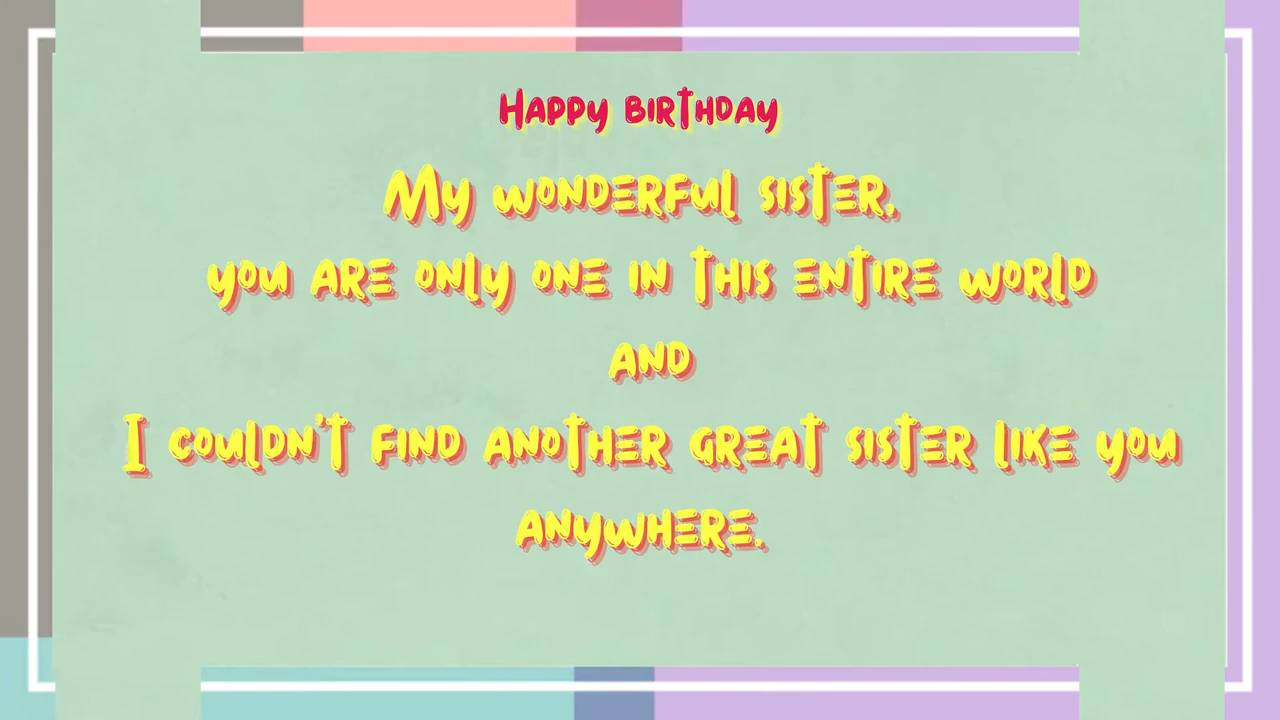 Happy birthday
My wonderful sister,
you are only one in this entire world
and
I couldn't find another great sister like you
anywhere.